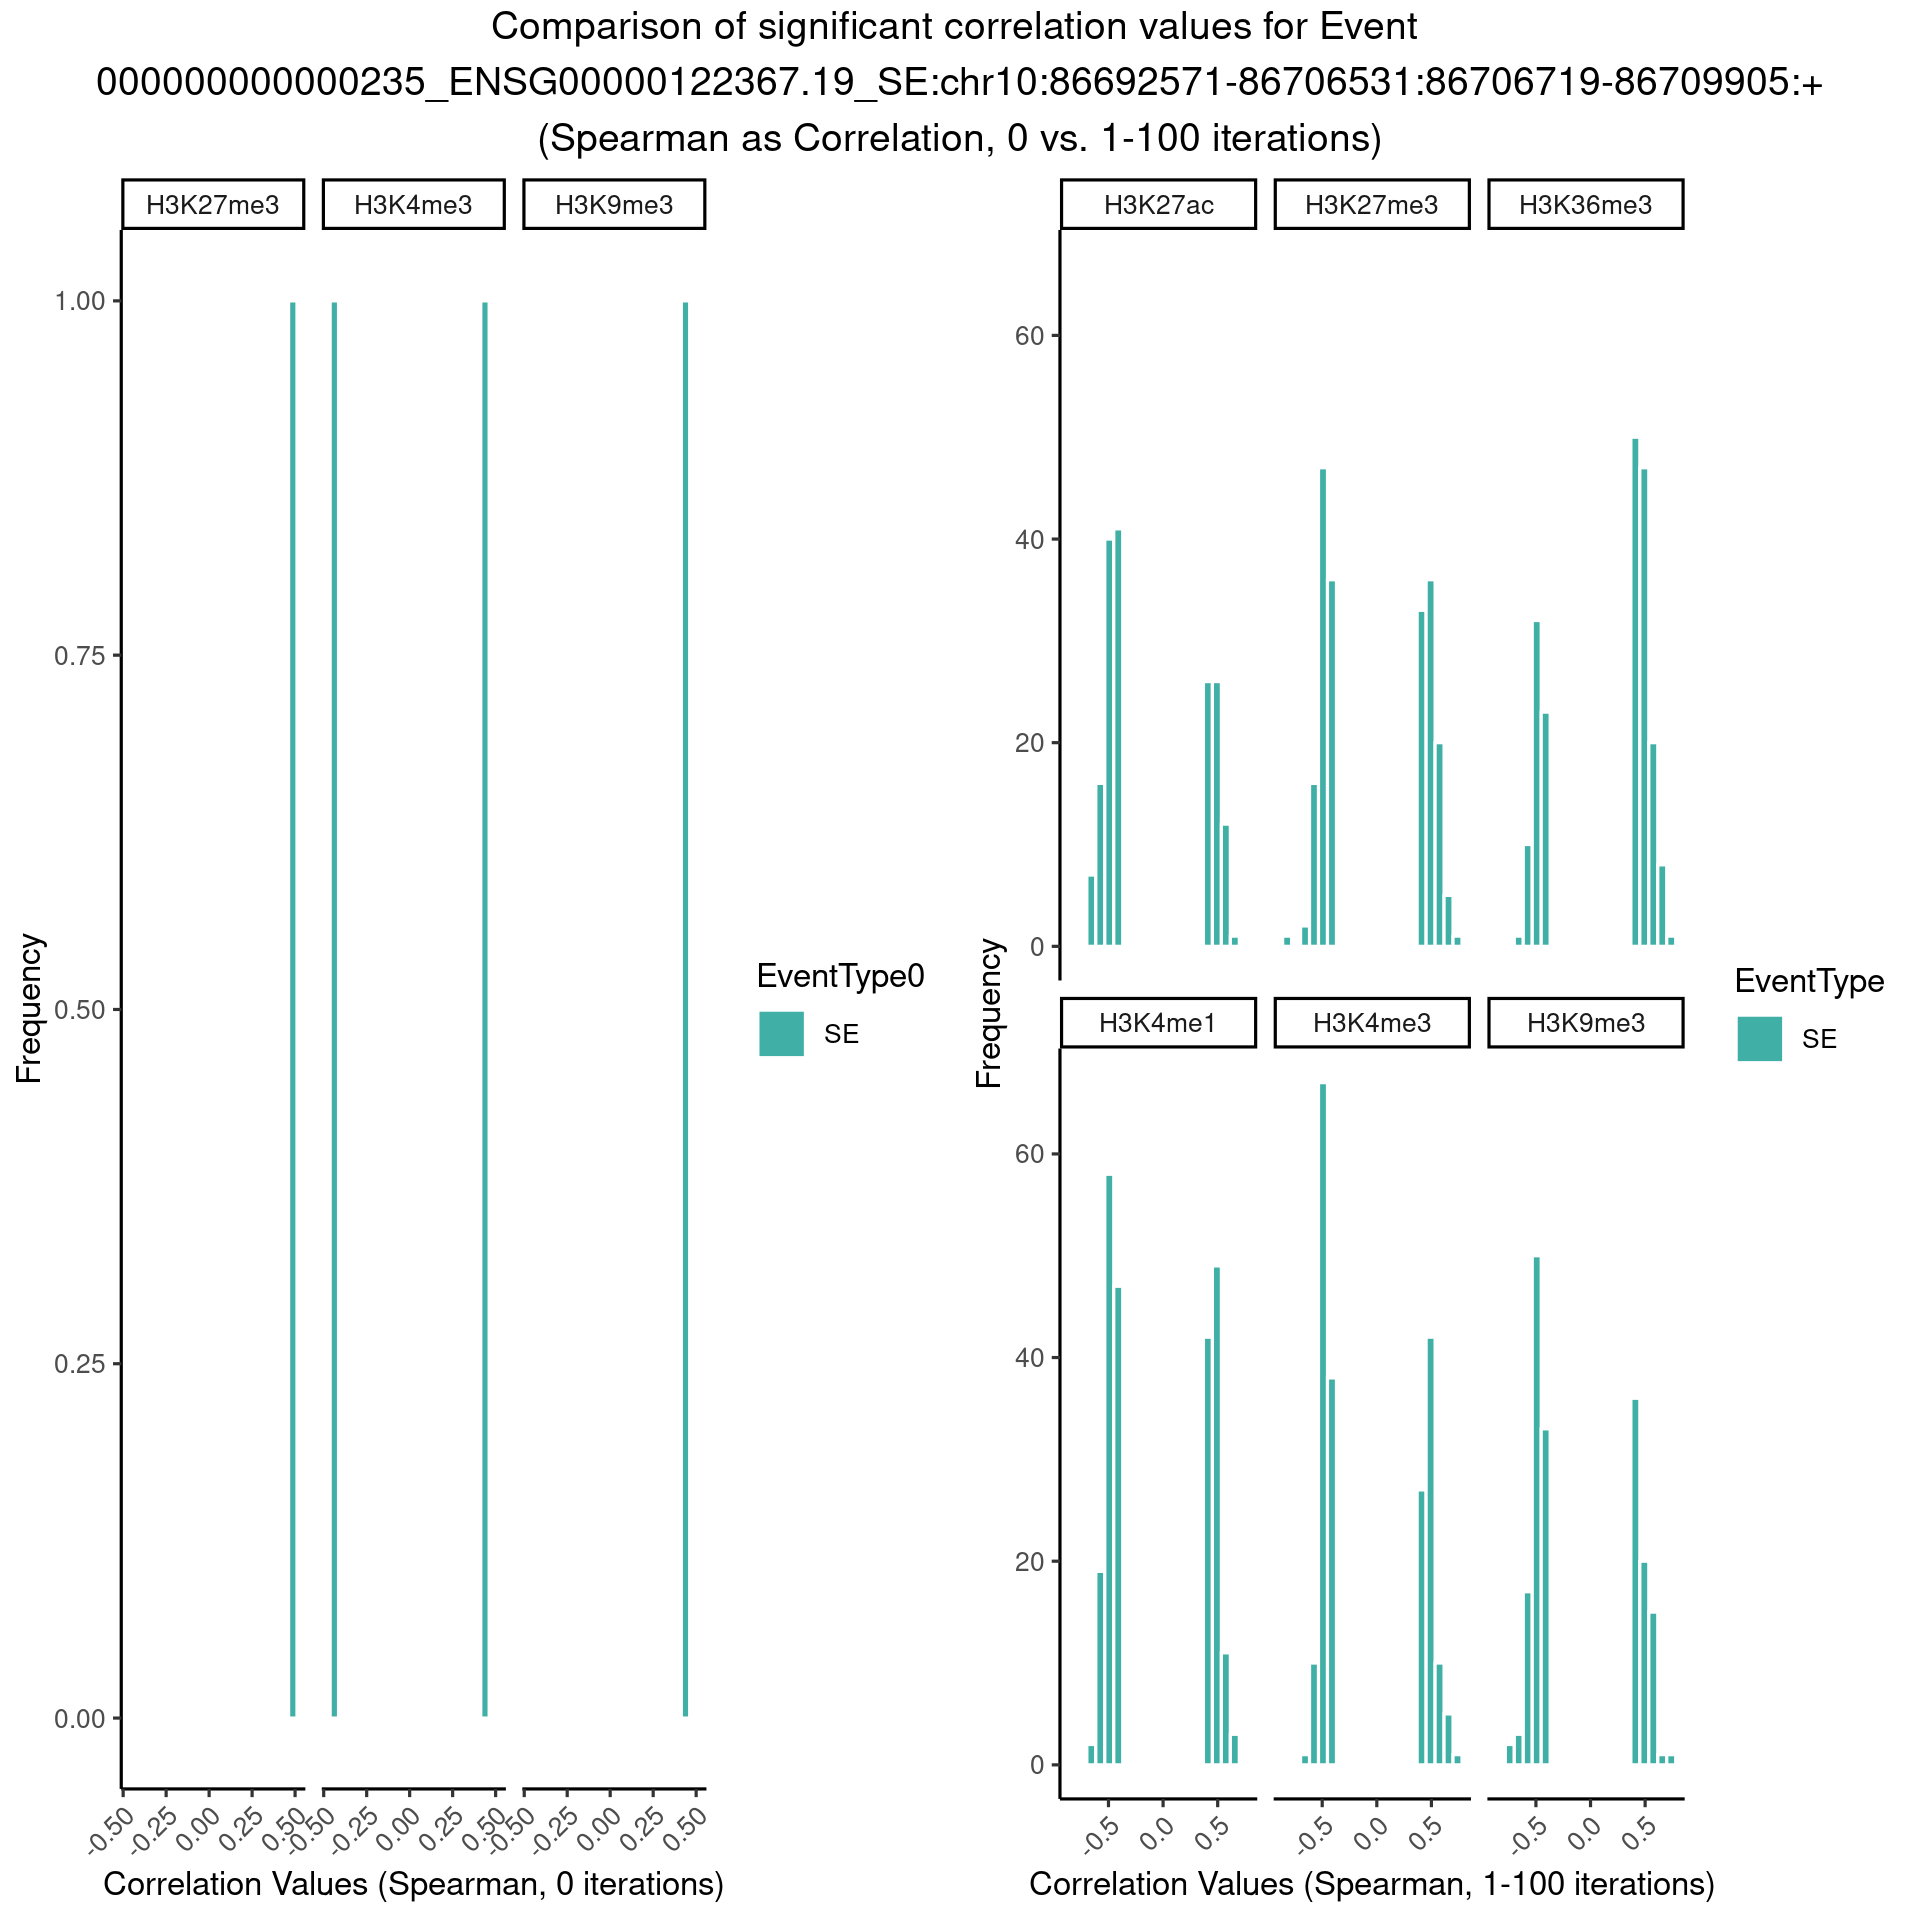 Comparison of significant correlation values for Event
000000000000235_ENSG00000122367.19_SE:chr10:86692571-86706531:86706719-86709905:+
(Spearman as Correlation, 0 vs. 1-100 iterations)
H3K27me3 H3K4me3 H3K9me3
1.00
0.75
0.50
0.25
0.00
Frequency
-0.50 -0.25 0.00 0.25 0.50 -0.50 -0.25 0.00 0.25 0.50 -0.50 -0.25 0.00 0.25 0.50
Correlation Values (Spearman, 0 iterations)
EventType0
SE
H3K27ac H3K27me3 H3K36me3
60
40
20
0
Frequency
H3K4me1 H3K4me3 H3K9me3
60
40
20
0
-0.5 0.0 0.5 -0.5 0.0 0.5 -0.5 0.0 0.5
Correlation Values (Spearman, 1-100 iterations)
EventType
SE